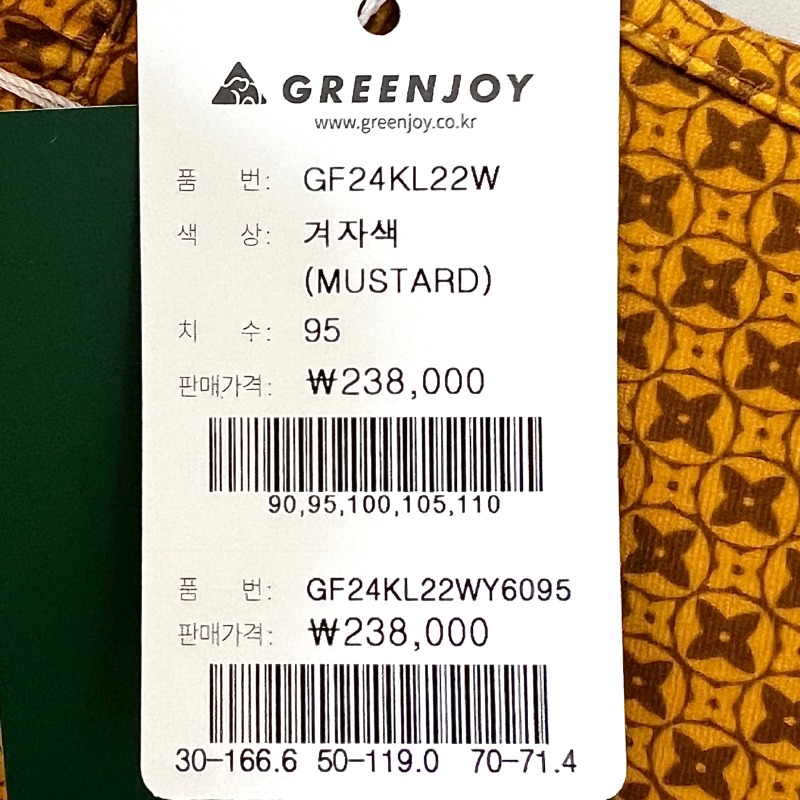 GREENJOY
www.greenjoy.co.kr
품 번: GF24KL22W
색 상: 겨자색
(MUSTARD)
치 수: 95
판매가격: ₩238,000
90,95,100,105,110
품 번: GF24KL22WY6095
판매가격: ₩238,000
30-166.6 50-119.0 70-71.4